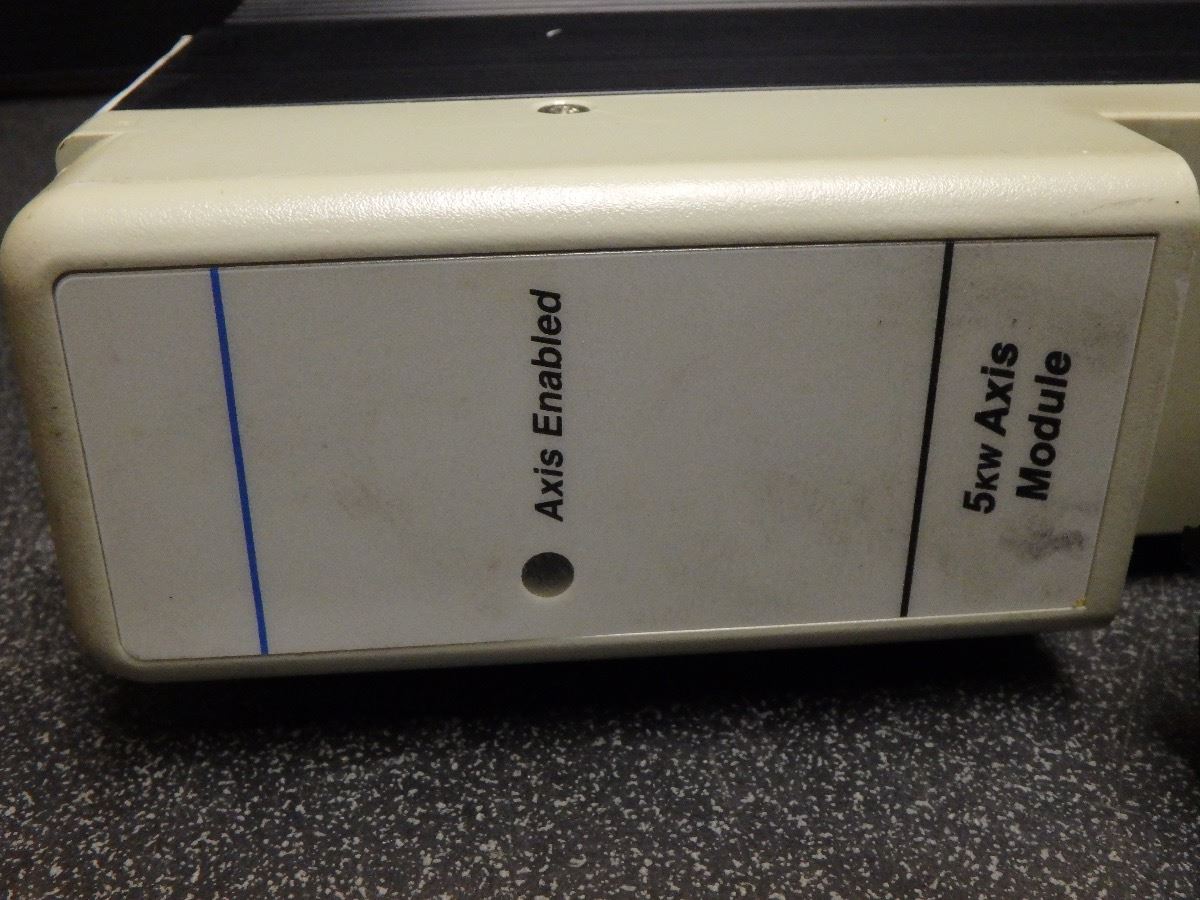 Axis Enabled
5KW Axis
Module